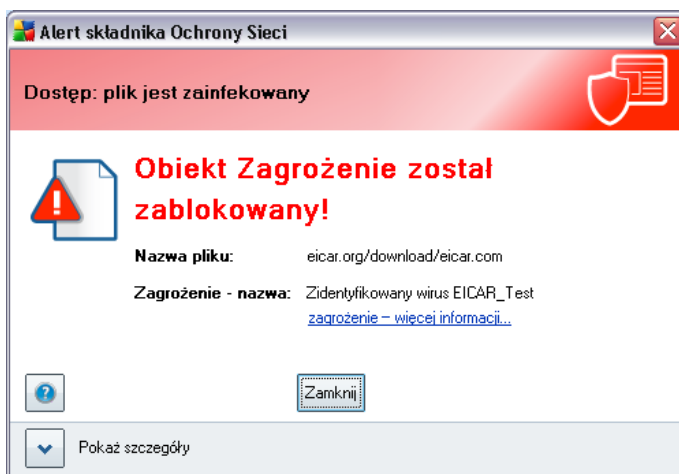 Alert składnika Ochrony Sieci
Dostęp: plik jest zainfekowany
Obiekt Zagrożenie został
zablokowany!
Nazwa pliku: eicar.org/download/eicar.com
Zagrożenie - nazwa: Zidentyfikowany wirus EICAR_Test
zagrożenie – więcej informacji...
Zamknij
Pokaż szczegóły